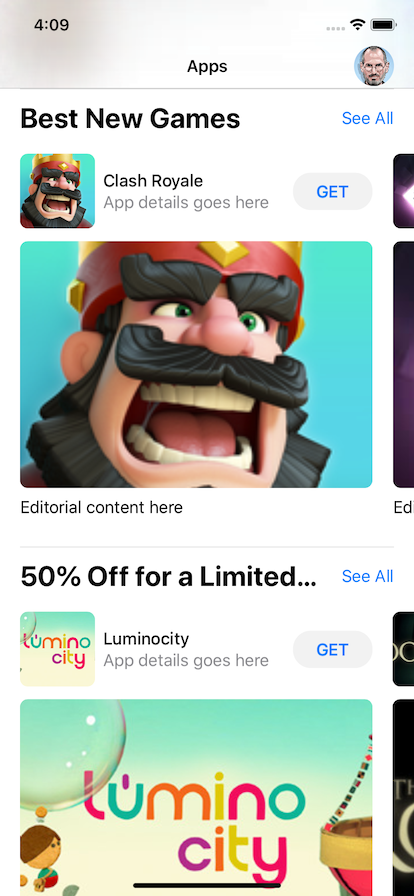 4:09
Apps
Best New Games
See All
Clash Royale
App details goes here
GET
Editorial content here
Edi
50% Off for a Limited...
See All
lumino
city
Luminocity
App details goes here
GET
lumino
city
TH